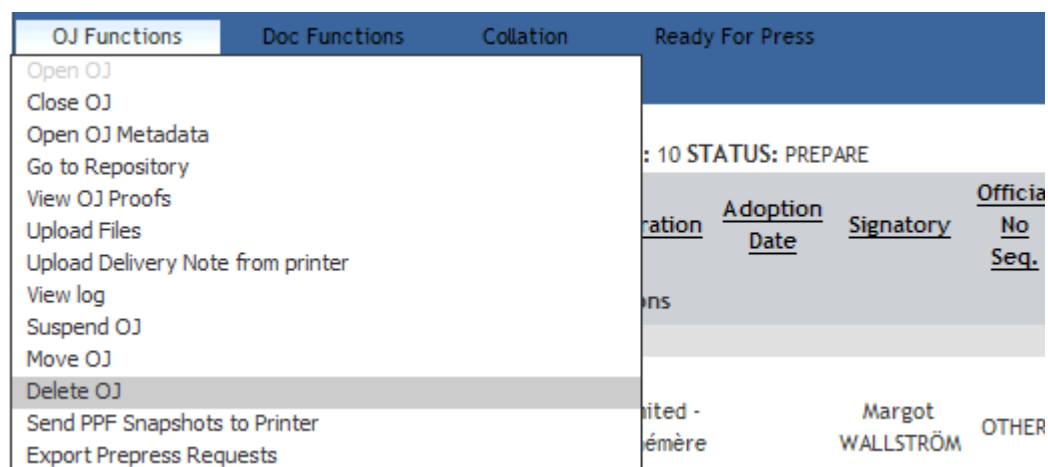 OJ Functions Doc Functions Collation Ready For Press
Open OJ
Close OJ
Open OJ Metadata
Go to Repository
View OJ Proofs
Upload Files
Upload Delivery Note from printer
View log
Suspend OJ
Move OJ
Delete OJ
Send PPF Snapshots to Printer
Export Prepress Requests
: 10 STATUS: PREPARE
ration Adoption Date Signatory Officia No Seq.
ons
ited -
émère
Margot
WALLSTRÖM
OTHER